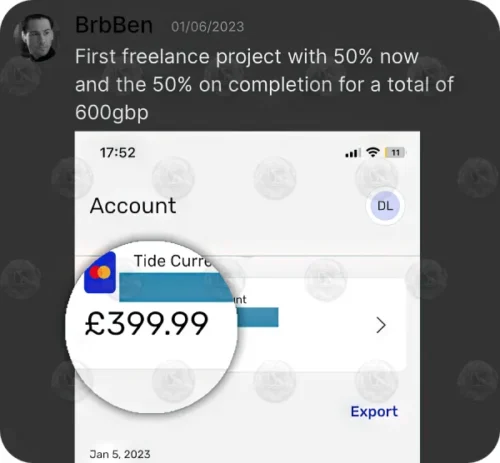 BrbBen 01/06/2023
First freelance project with 50% now
and the 50% on completion for a total of
600gbp
17:52 11
Account DL
Tide Curre
nt
£399.99
Export
Jan 5, 2023